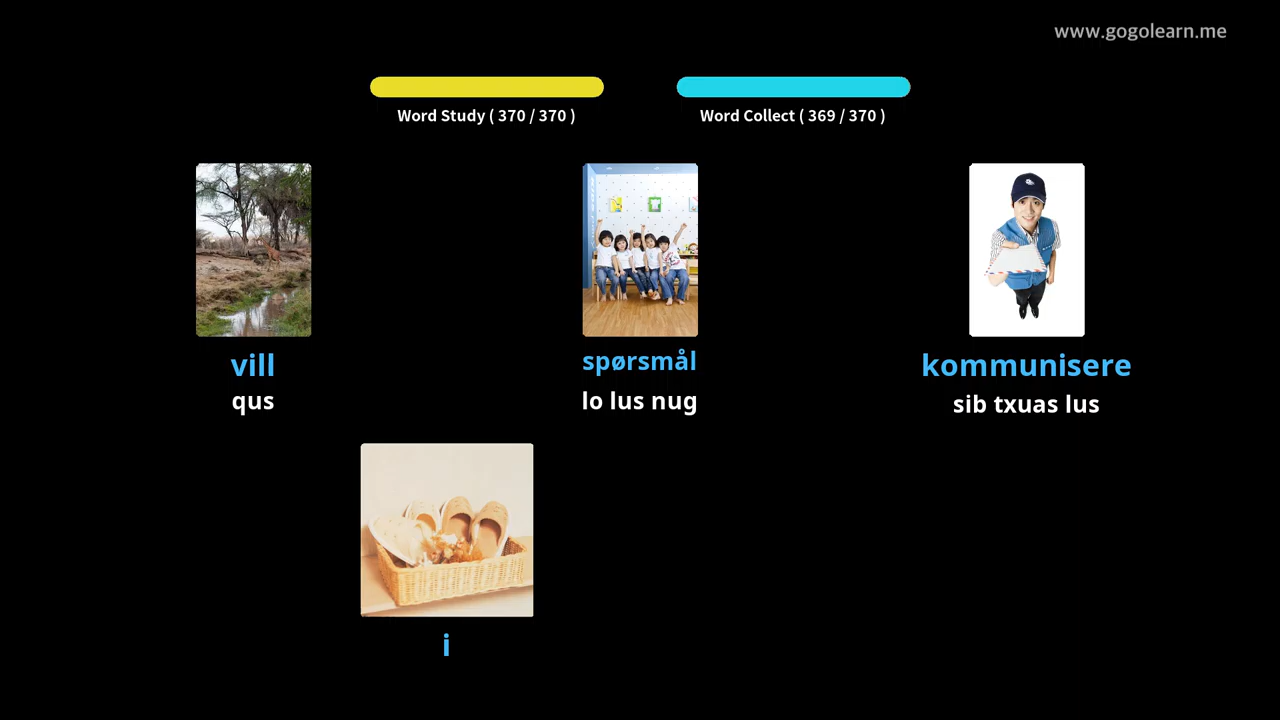 www.gogolearn.me
Word Study ( 370 / 370 )
Word Collect ( 369 / 370 )
vill
qus
spørsmål
lo lus nug
kommunisere
sib txuas lus
i